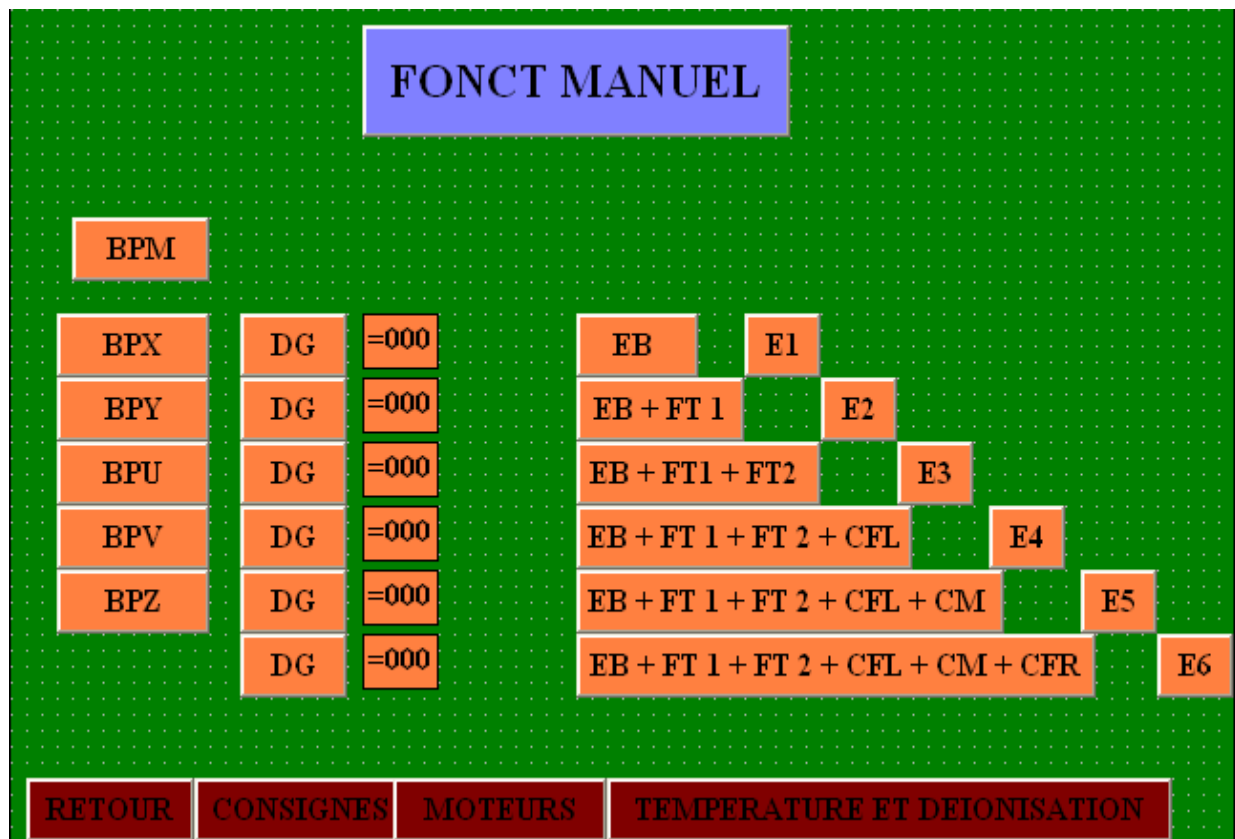 FONCT MANUEL
BPM
BPX DG =000 EB E1
BPY DG =000 EB + FT 1 E2
BPU DG =000 EB + FT1 + FT2 E3
BPV DG =000 EB + FT 1 + FT 2 + CFL E4
BPZ DG =000 EB + FT 1 + FT 2 + CFL + CM E5
DG =000 EB + FT 1 + FT 2 + CFL + CM + CFR E6
RETOUR CONSIGNES MOTEURS TEMPERATURE ET DEIONISATION